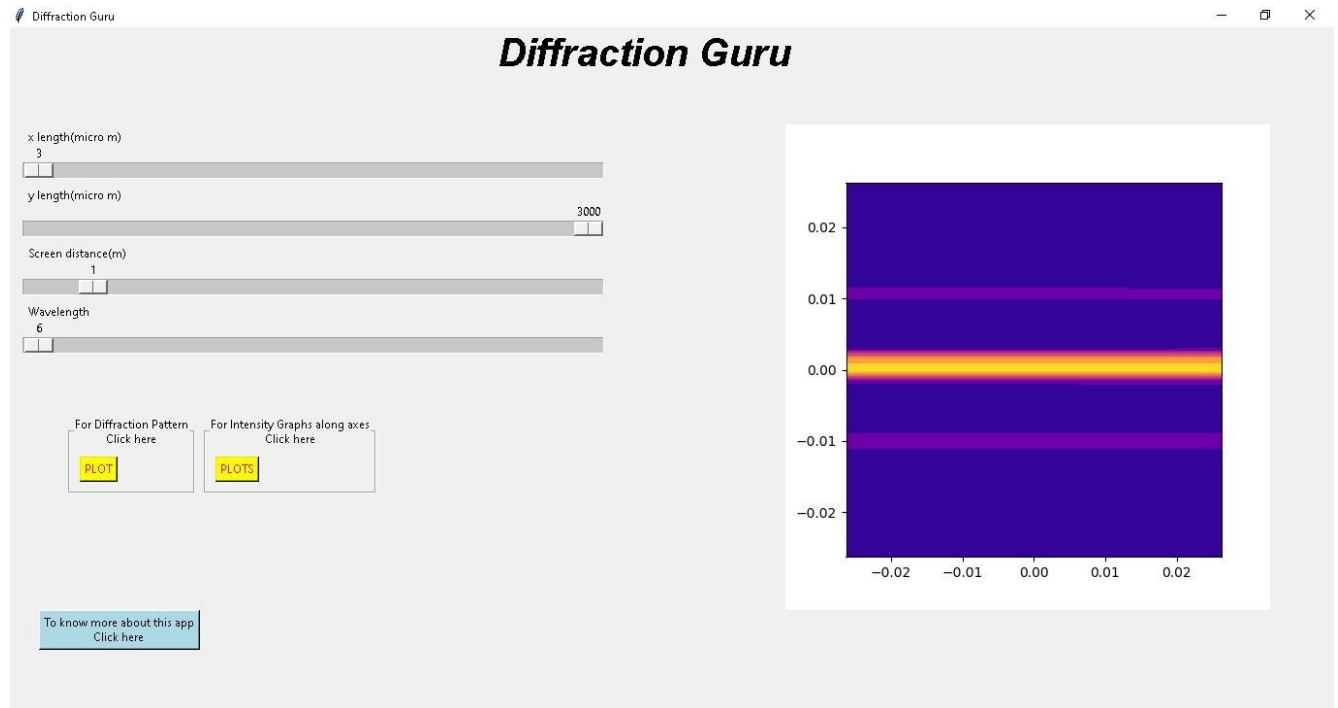 Diffraction Guru
Diffraction Guru
x length(micro m)
3
y length(micro m)
3000
Screen distance(m)
1
Wavelength
6
For Diffraction Pattern
Click here
PLOT
For Intensity Graphs along axes
Click here
PLOTS
To know more about this app
Click here
0.02
0.01
0.00
−0.01
−0.02
−0.02 −0.01 0.00 0.01 0.02